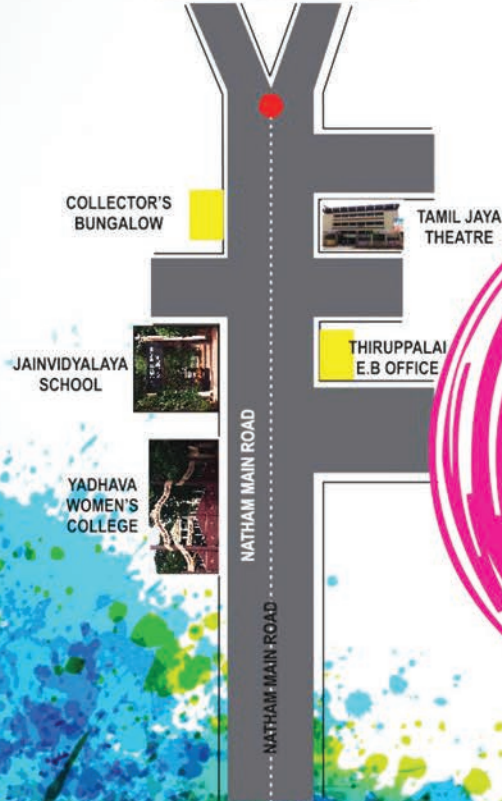 COLLECTOR'S
BUNGALOW
TAMIL JAYA
THEATRE
JAINVIDYALAYA
SCHOOL
THIRUPPALAI
E.B OFFICE
YADHAVA
WOMEN'S
COLLEGE
NATHAM MAIN ROAD
NATHAM MAIN ROAD